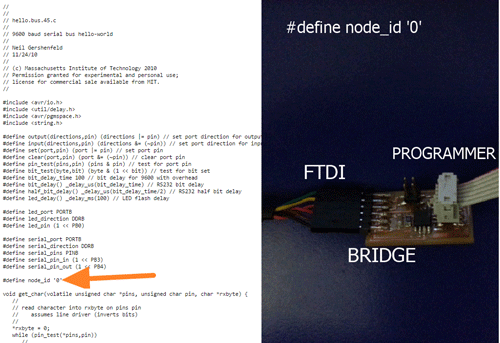 //
//
// hello.bus.45.c
//
// 9600 baud serial bus hello-world
//
// Neil Gershenfeld
// 11/24/10
//
// (c) Massachusetts Institute of Technology 2010
// Permission granted for experimental and personal use;
// license for commercial sale available from MIT.
//
#include <avr/io.h>
#include <util/delay.h>
#include <avr/pgmspace.h>
#include <string.h>
#define output(directions,pin) (directions |= pin) // set port direction for output
#define input(directions,pin) (directions &= (~pin)) // set port direction for inpu
#define set(port,pin) (port |= pin) // set port pin
#define clear(port,pin) (port &= (~pin)) // clear port pin
#define pin_test(pins,pin) (pins & pin) // test for port pin
#define bit_test(byte,bit) (byte & (1 << bit)) // test for bit set
#define bit_delay_time 100 // bit delay for 9600 with overhead
#define bit_delay() _delay_us(bit_delay_time) // RS232 bit delay
#define half_bit_delay() _delay_us(bit_delay_time/2) // RS232 half bit delay
#define led_delay() _delay_ms(100) // LED flash delay
#define led_port PORTB
#define led_direction DDRB
#define led_pin (1 << PB0)
#define serial_port PORTB
#define serial_direction DDRB
#define serial_pins PINB
#define serial_pin_in (1 << PB3)
#define serial_pin_out (1 << PB4)
#define node_id '0'
void get_char(volatile unsigned char *pins, unsigned char pin, char *rxbyte) {
//
// read character into rxbyte on pins pin
// assumes line driver (inverts bits)
//
*rxbyte = 0;
while (pin_test(*pins,pin))
//
#define node_id '0'
PROGRAMMER
FTDI
BRIDGE